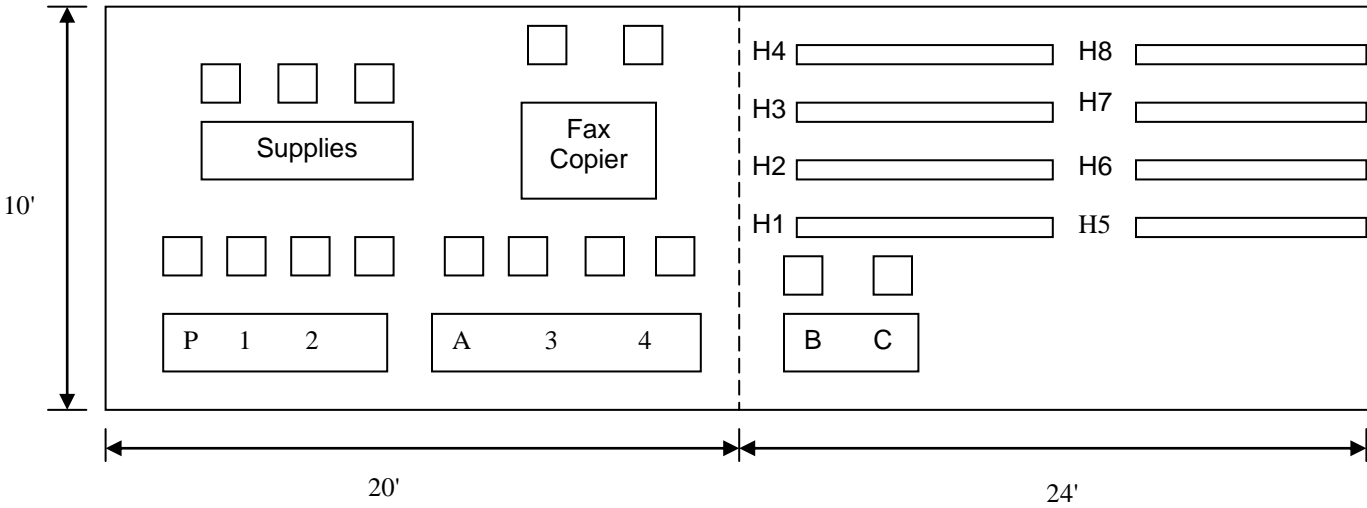 H4 H8
H3 H7
Fax
Copier
Supplies
H2 H6
10'
H1 H5
P 1 2 A 3 4 B C
20'
24'